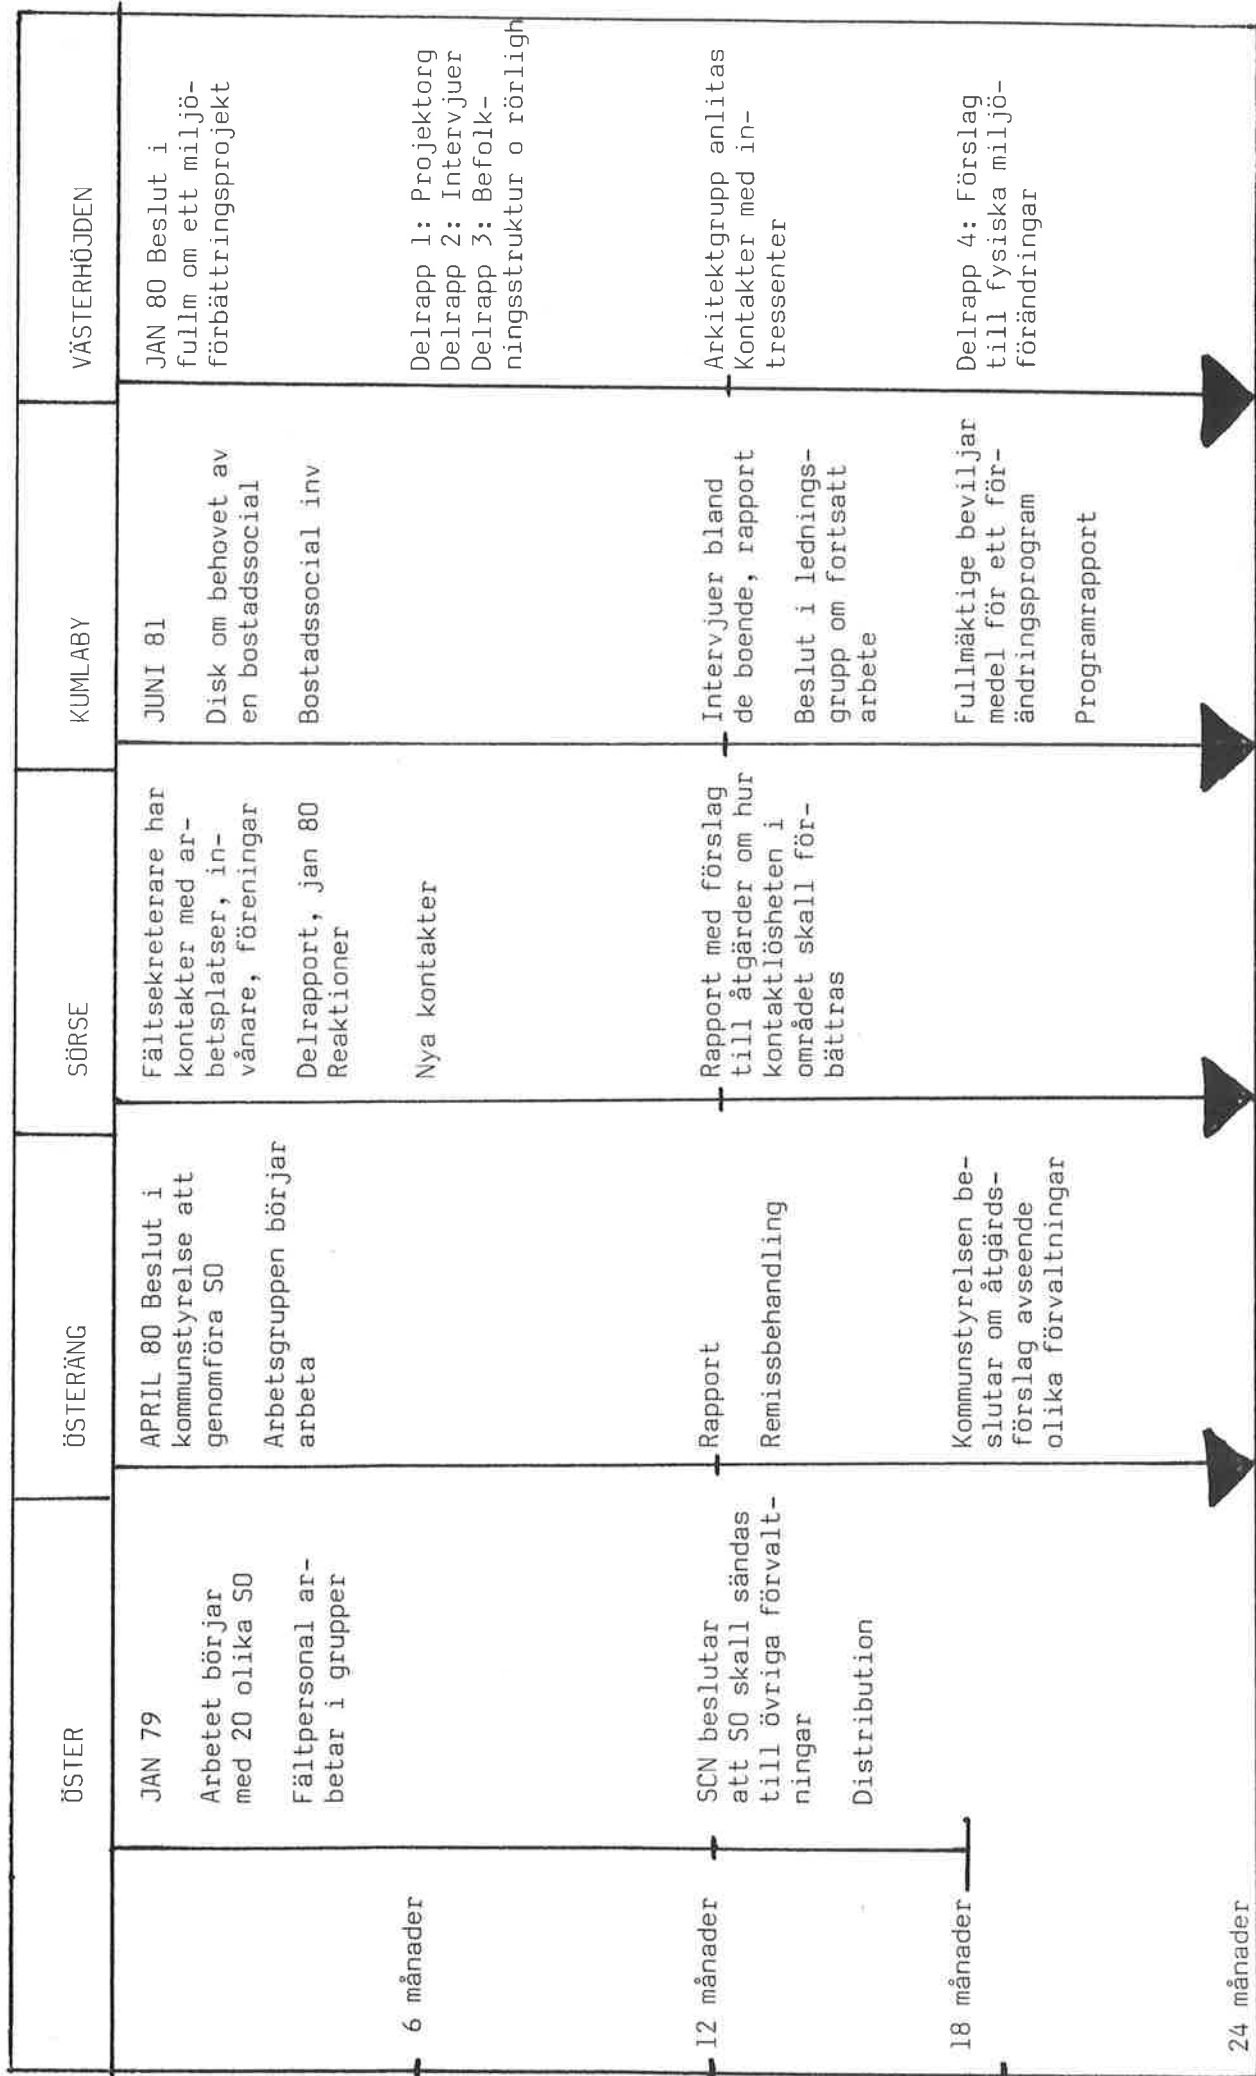 ÖSTER
ÖSTERÄNG
SÖRSE
KUMLABY
VÄSTERHÖJDEN
6 månader
12 månader
18 månader
24 månader
JAN 79
Arbetet börjar
med 20 olika SO
Fältpersonal ar-
betar i grupper
SCN beslutar
att SO skall sändas
till övriga förvalt-
ningar
Distribution
APRIL 80 Beslut i
kommunstyrelse att
genomföra SO
Arbetsgruppen börjar
arbeta
Rapport
Remissbehandling
Kommunstyrelsen be-
slutar om åtgärds-
förslag avseende
olika förvaltningar
Fältsekreterare har
kontakter med ar-
betsplatser, in-
vånare, föreningar
Delrapport, jan 80
Reaktioner
Nya kontakter
Rapport med förslag
till åtgärder om hur
kontaktlösheten i
området skall för-
bättras
JUNI 81
Disk om behovet av
en bostadssocial
Bostadssocial inv
Intervjuer bland
de boende, rapport
Beslut i lednings-
grupp om fortsatt
arbete
Fullmäktige beviljar
medel för ett för-
ändringsprogram
Programrapport
JAN 80 Beslut i
fullm om ett miljö-
förbättringsprojekt
Delrapp 1: Projektorg
Delrapp 2: Intervjuer
Delrapp 3: Befolk-
ningsstruktur o rörligh
Arkitektgrupp anlitas
Kontakter med in-
tressenter
Delrapp 4: Förslag
till fysiska miljö-
förändringar